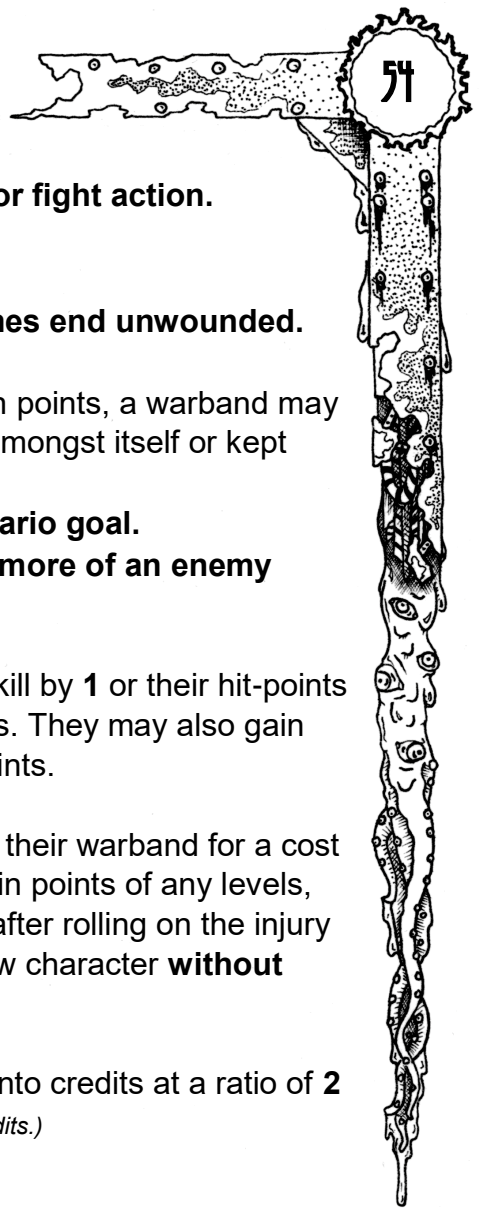 54
or fight action.
nes end unwounded.
n points, a warband may
mongst itself or kept
ario goal.
more of an enemy
kill by 1 or their hit-points
s. They may also gain
ints.
their warband for a cost
in points of any levels,
after rolling on the injury
w character without
nto credits at a ratio of 2
dits.)